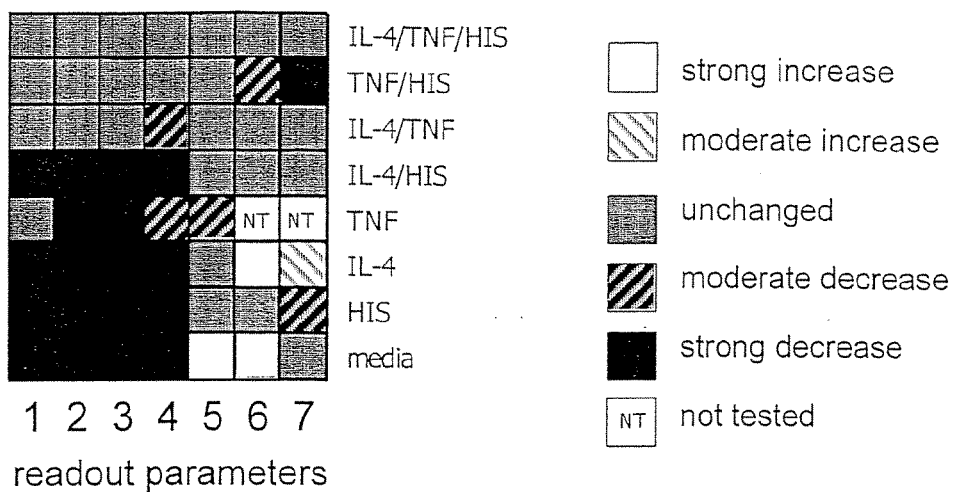 IL-4/TNF/HIS
TNF/HIS
IL-4/TNF
IL-4/HIS
NT NT TNF
IL-4
HIS
media
1 2 3 4 5 6 7
readout parameters
strong increase
moderate increase
unchanged
moderate decrease
strong decrease
NT not tested